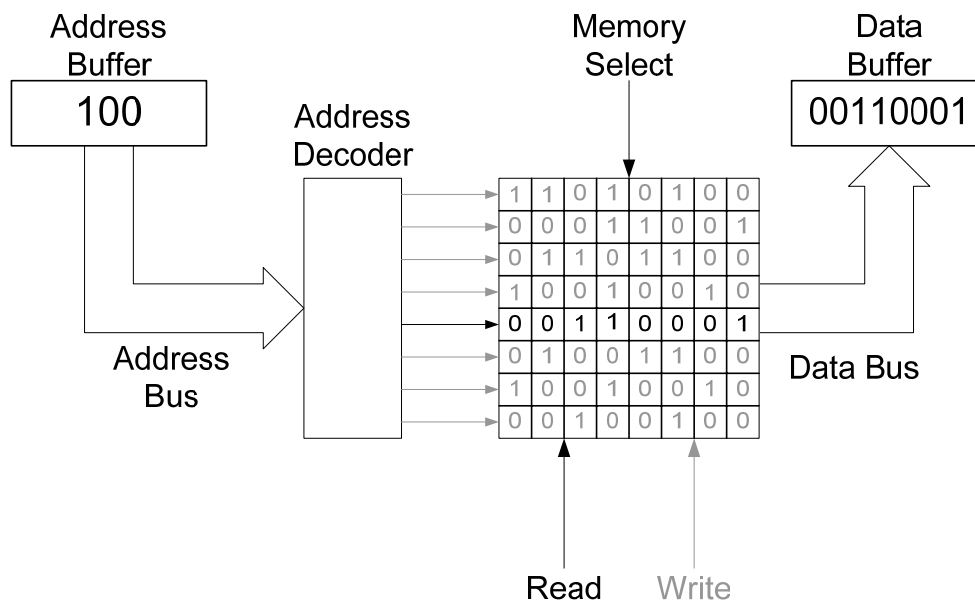 Address
Buffer
100
Memory
Select
Data
Buffer
00110001
Address
Decoder
1 1 0 1 0 1 0 0
0 0 0 1 1 0 0 1
0 1 1 0 1 1 0 0
1 0 0 1 0 0 1 0
0 0 1 1 0 0 0 1
0 1 0 0 1 1 0 0
1 0 0 1 0 0 1 0
0 0 1 0 0 1 0 0
Address
Bus
Data Bus
Read
Write